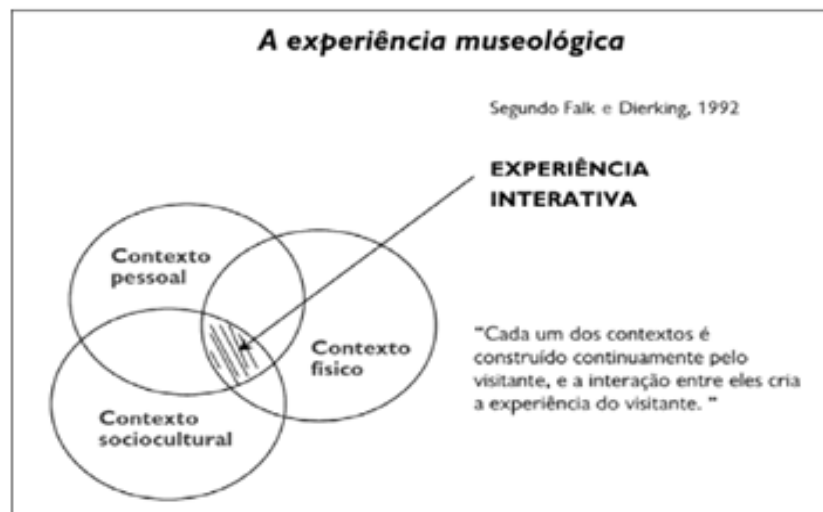 A experiência museológica
Segundo Falk e Dierking, 1992
EXPERIÊNCIA
INTERATIVA
Contexto
pessoal
Contexto
físico
Contexto
sociocultural
"Cada um dos contextos é
construído continuamente pelo
visitante, e a interação entre eles cria
a experiência do visitante. "